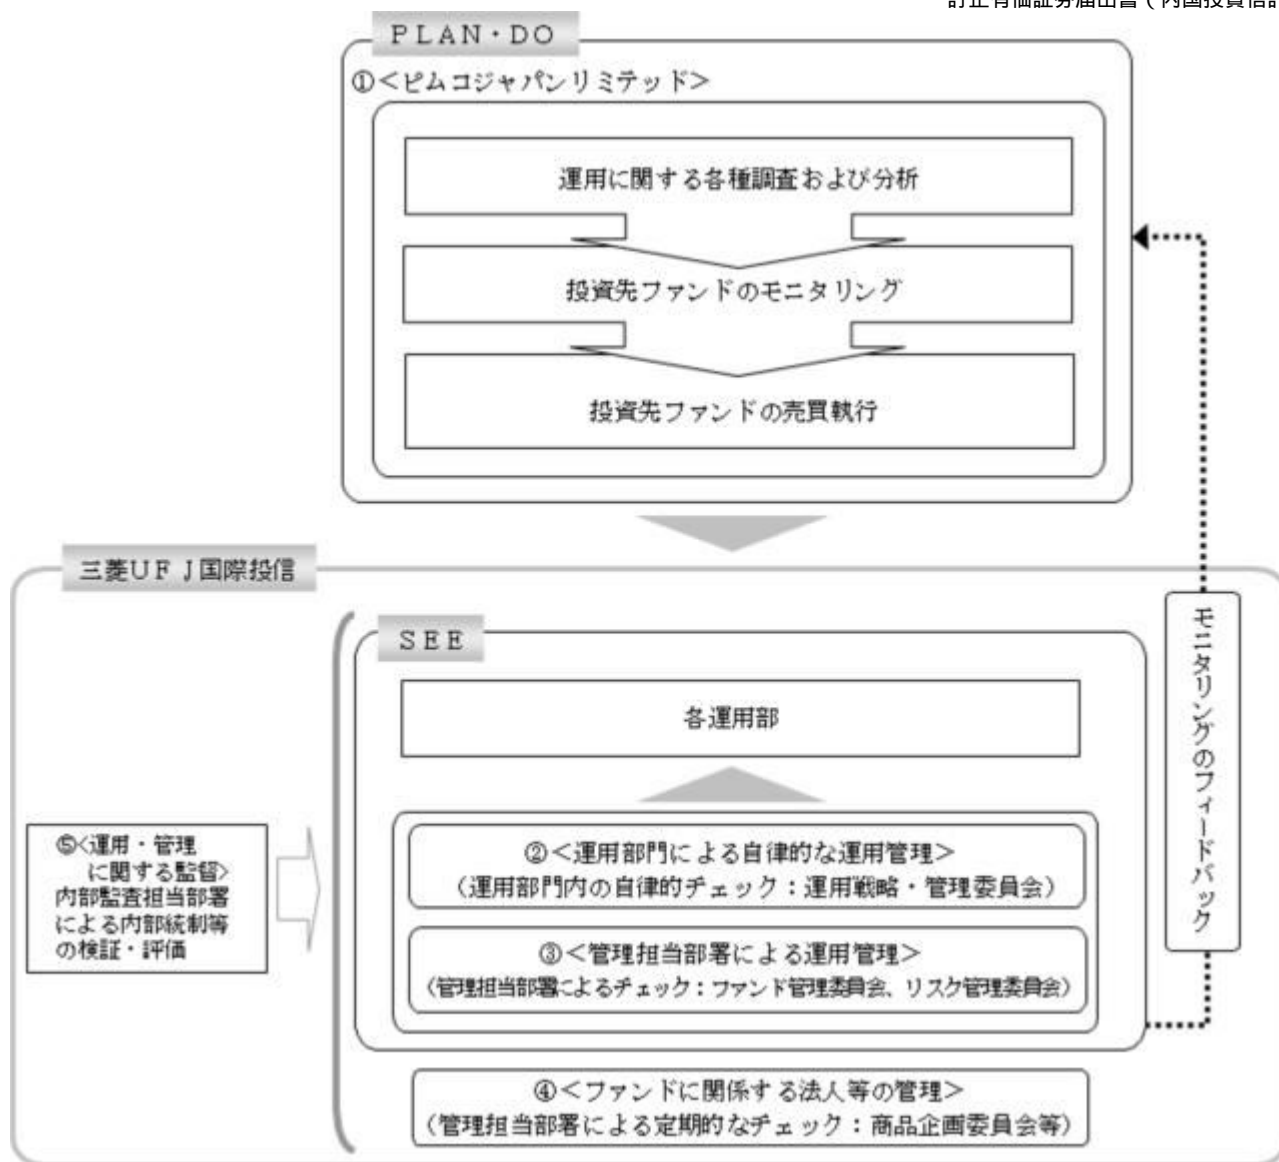 訂正有価証券届出書(内国投資信託
ＰＬＡＮ・ＤＯ
①＜ピムコジャパンリミテッド＞
運用に関する各種調査および分析
投資先ファンドのモニタリング
投資先ファンドの売買執行
三菱ＵＦＪ国際投信
ＳＥＥ
各運用部
②＜運用部門による自律的な運用管理＞
（運用部門内の自律的チェック：運用戦略・管理委員会）
③＜管理担当部署による運用管理＞
（管理担当部署によるチェック：ファンド管理委員会、リスク管理委員会）
④＜ファンドに関係する法人等の管理＞
（管理担当部署による定期的なチェック：商品企画委員会等）
⑤＜運用・管理
に関する監督＞
内部監査担当部署
による内部統制等
の検証・評価
モニタリングのフィードバック